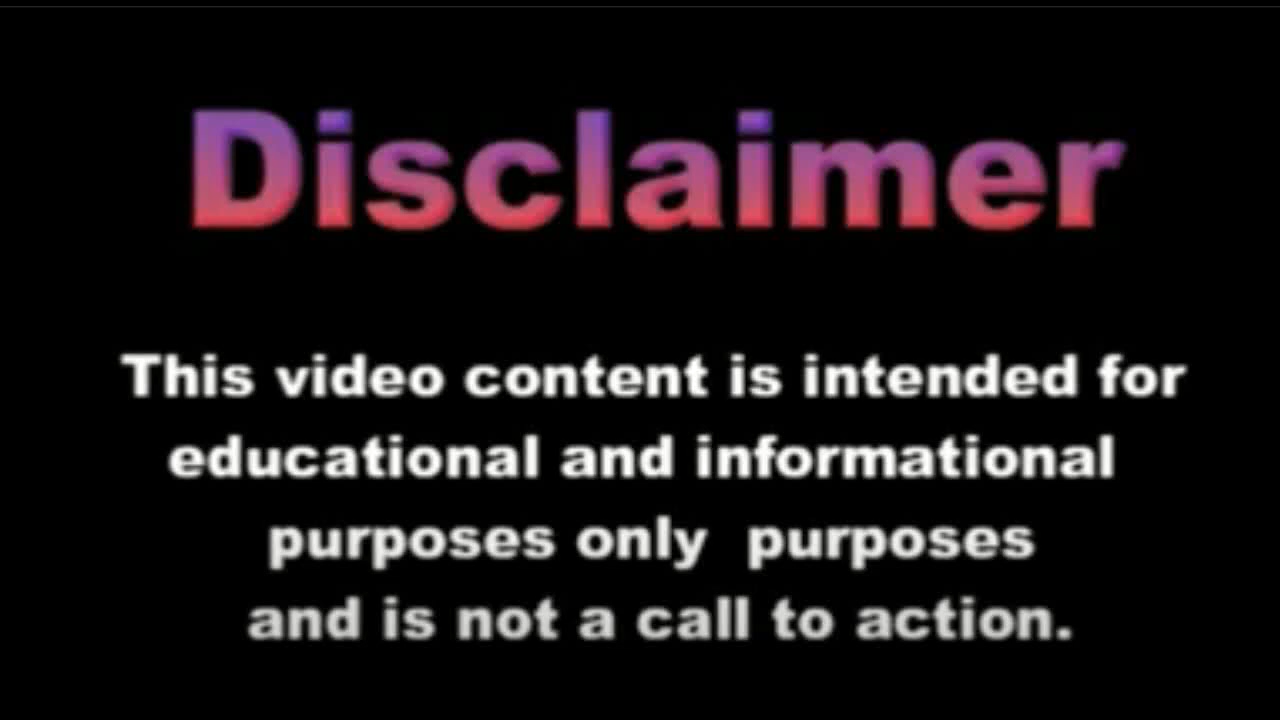 Disclaimer
This video content is intended for
educational and informational
purposes only  purposes
and is not a call to action.